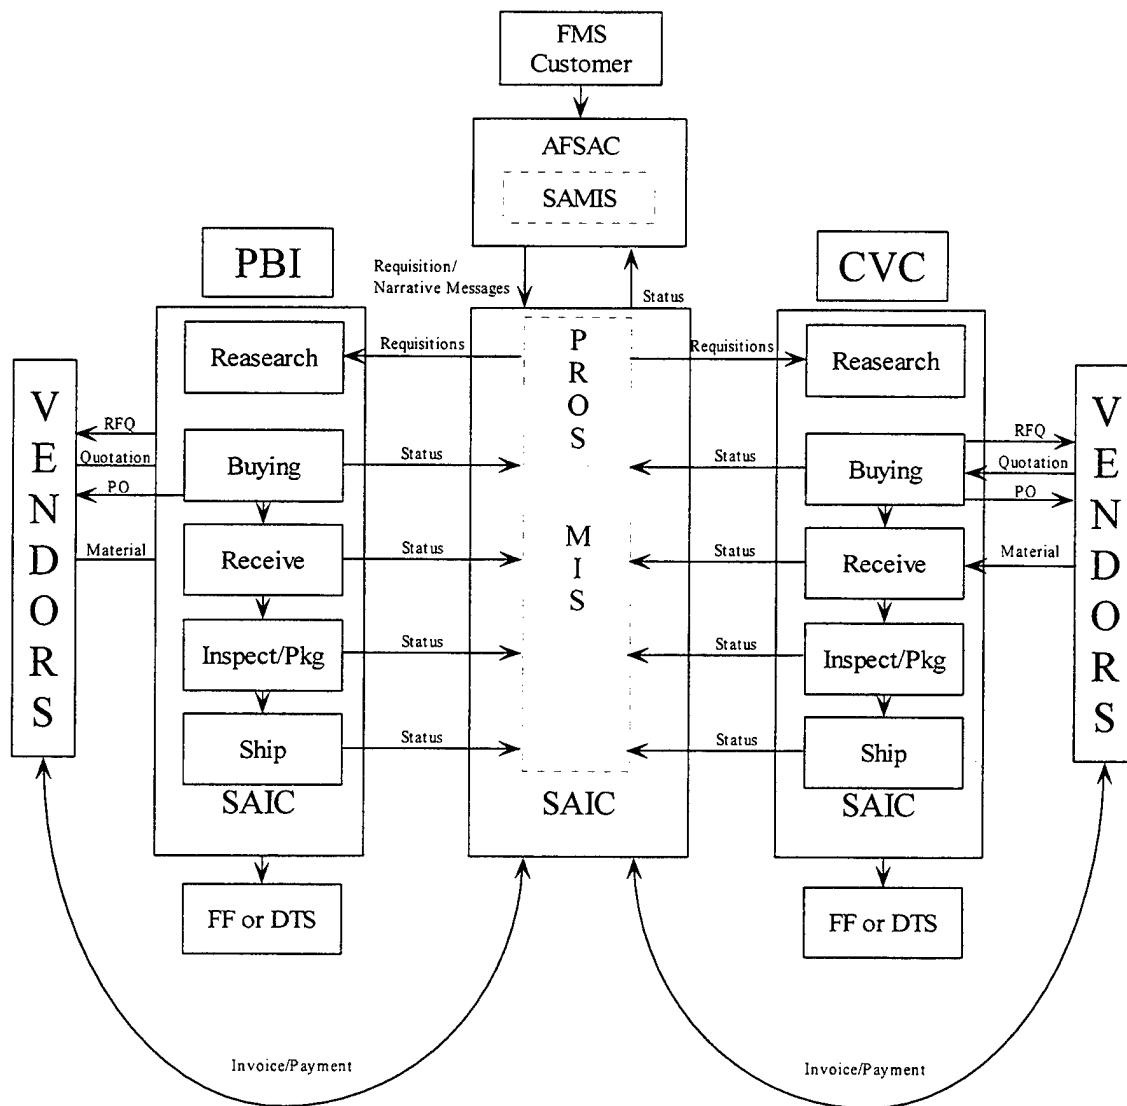 FMS
Customer
AFSAC
SAMIS
PBI
CVC
Requisition/
Narrative Messages
Status
Requisitions
Requisitions
Reasearch
P
R
O
S
Reasearch
V
E
N
D
O
R
S
RFQ
Quotation
PO
Material
Buying
Status
Status
Buying
RFQ
Quotation
PO
Material
V
E
N
D
O
R
S
Receive
Status
M
I
S
Status
Receive
Inspect/Pkg
Status
Status
Inspect/Pkg
Ship
Status
Status
Ship
SAIC
SAIC
SAIC
FF or DTS
FF or DTS
Invoice/Payment
Invoice/Payment